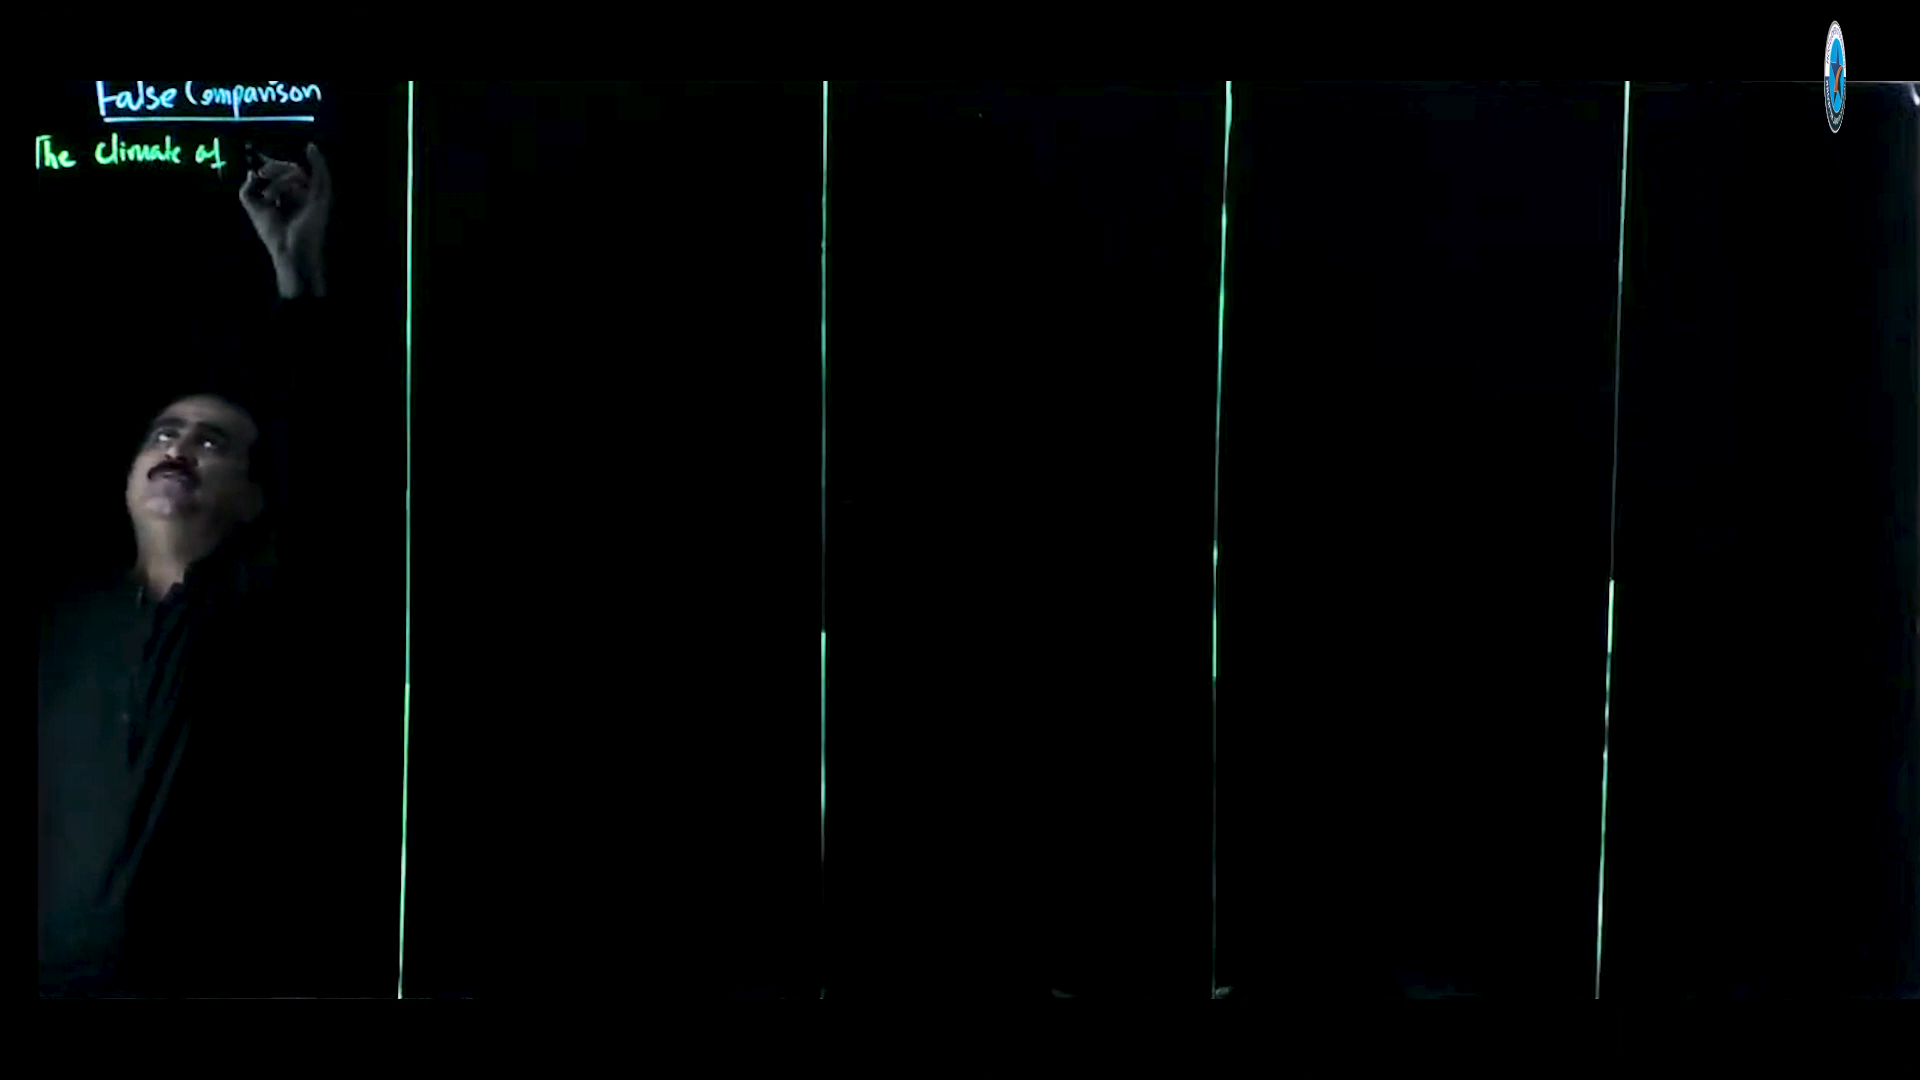 False Comparison
The climate of